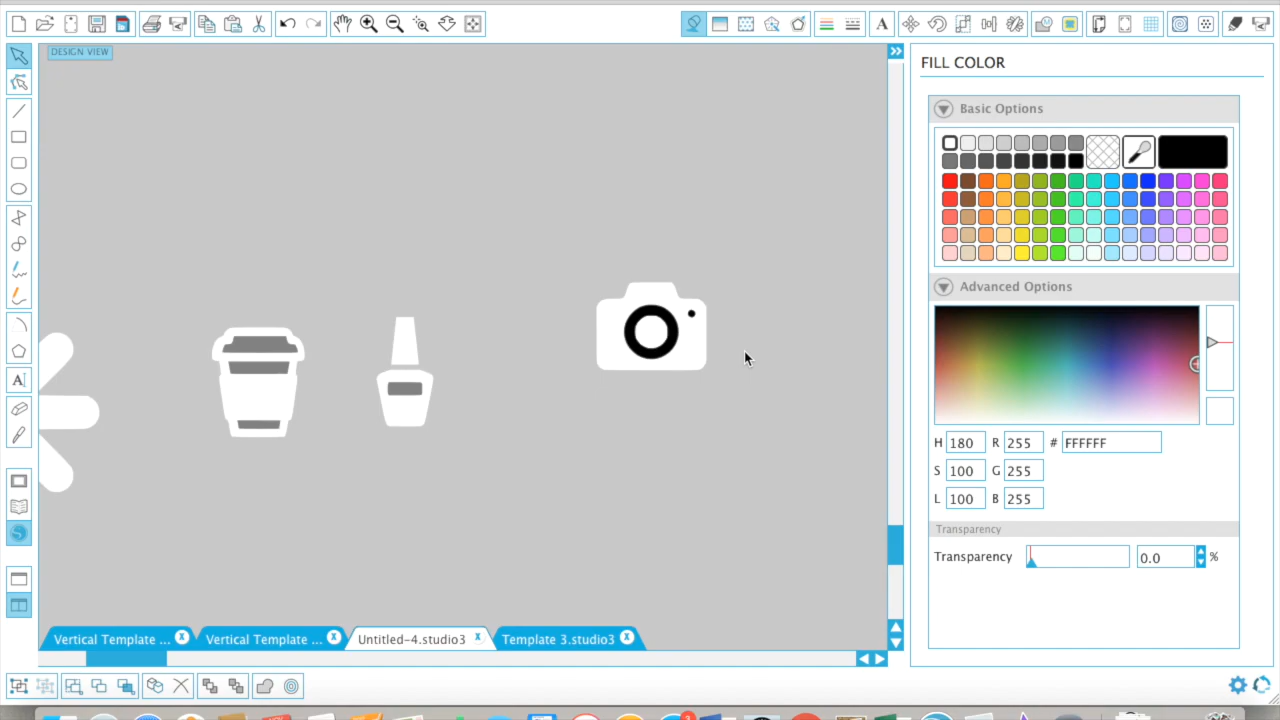 DESIGN VIEW
FILL COLOR
Basic Options
Advanced Options
H 180 R 255 # FFFFFF
S 100 G 255
L 100 B 255
Transparency
Transparency 0.0 %
Vertical Template ... x
Vertical Template ... x
Untitled-4.studio3 x
Template 3.studio3 x